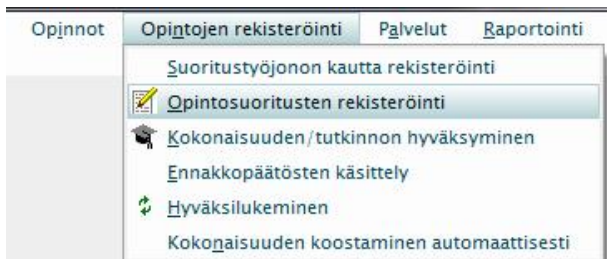 Opinnot Opintojen rekisteröinti Palvelut Raportointi
Suoritustyöjonon kautta rekisteröinti
Opintosuoritusten rekisteröinti
Kokonaisuuden/tutkinnon hyväksyminen
Ennakkopäätösten käsittely
Hyväksilukeminen
Kokonaisuuden koostaminen automaattisesti